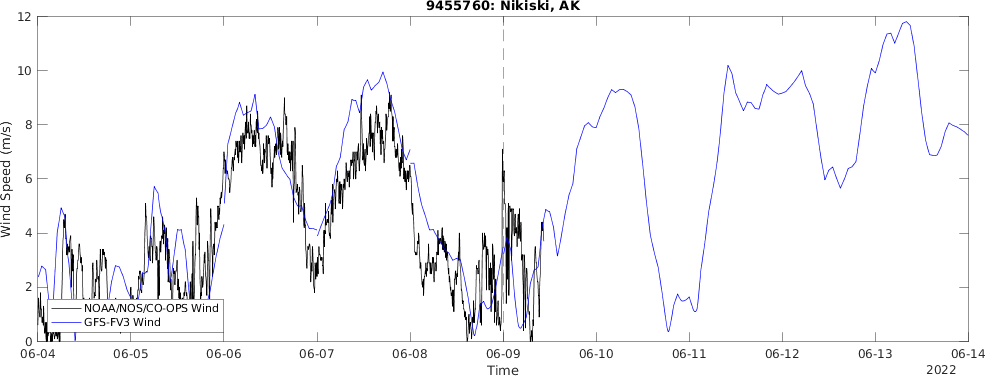 9455760: Nikiski, AK
Wind Speed (m/s)
12
10
8
6
4
2
0
NOAA/NOS/CO-OPS Wind
GFS-FV3 Wind
06-04 06-05 06-06 06-07 06-08 06-09 06-10 06-11 06-12 06-13 06-14
Time
2022